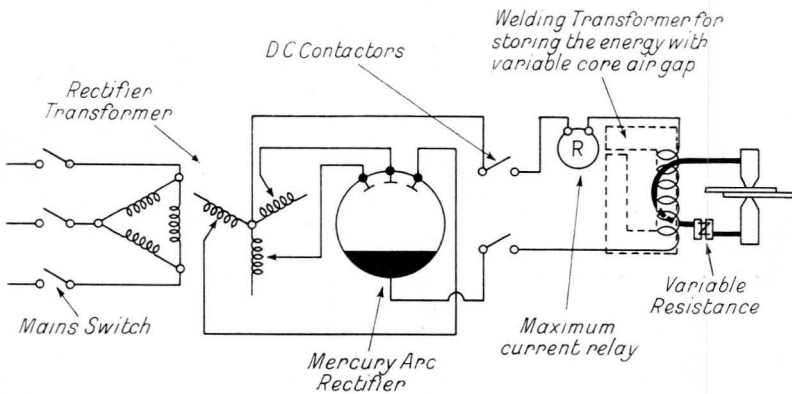 Welding Transformer for
storing the energy with
variable core air gap
DC Contactors
Rectifier
Transformer
R
Mains Switch
Mercury Arc
Rectifier
Maximum
current relay
Variable
Resistance